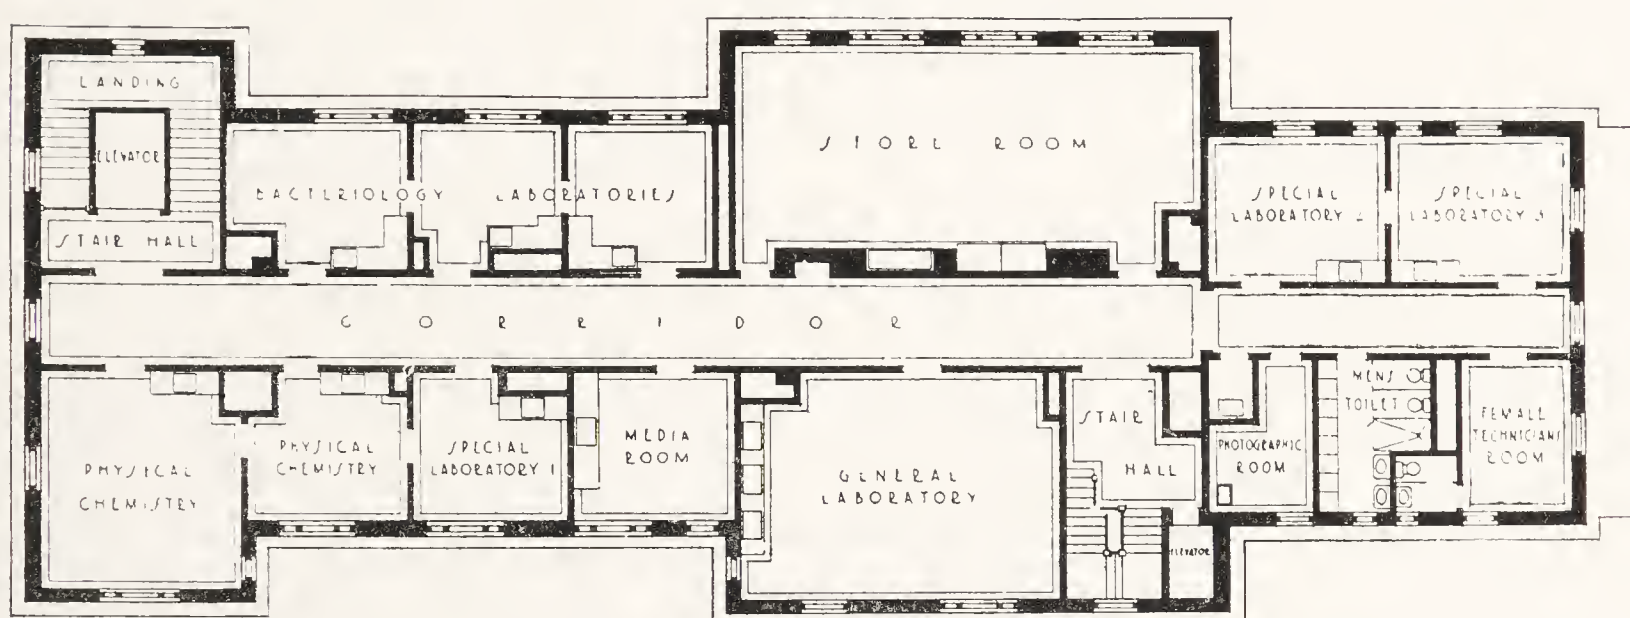 LANDING
ELEVATOR
STAIR HALL
BACTERIOLOGY LABORATORIES
STORE ROOM
SPECIAL
LABORATORY 2
SPECIAL
LABORATORY 3
CORRIDOR
PHYSICAL
CHEMISTRY
PHYSICAL
CHEMISTRY
SPECIAL
LABORATORY 1
MEDIA
ROOM
GENERAL
LABORATORY
STAIR
HALL
ELEVATOR
PHOTOGRAPHIC
ROOM
MENS
TOILET
FEMALE
TECHNICIANS
ROOM